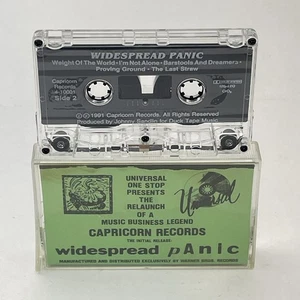 WIDESPREAD PANIC
Weight Of The World • I'm Not Alone • Barstools And Dreamers •
Proving Ground • The Last Straw
Capricorn
Records
Side 2
Ⓟ © 1991 Capricorn Records. All Rights Reserved
Produced by Johnny Sandlin for Duck Tape Music
UNIVERSAL
ONE STOP
PRESENTS
THE RELAUNCH
OF A
MUSIC BUSINESS LEGEND
CAPRICORN RECORDS
THE INITIAL RELEASE:
widespread pAnic
MANUFACTURED AND DISTRIBUTED EXCLUSIVELY BY WARNER BROS. RECORDS